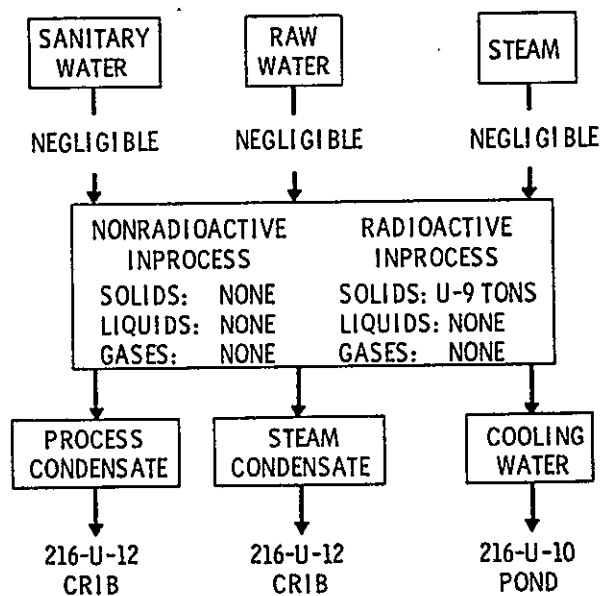 SANITARY WATER
RAW WATER
STEAM
NEGLIGIBLE
NEGLIGIBLE
NEGLIGIBLE
NONRADIOACTIVE INPROCESS
SOLIDS: NONE
LIQUIDS: NONE
GASES: NONE
RADIOACTIVE INPROCESS
SOLIDS: U-9 TONS
LIQUIDS: NONE
GASES: NONE
PROCESS CONDENSATE
STEAM CONDENSATE
COOLING WATER
216-U-12 CRIB
216-U-12 CRIB
216-U-10 POND